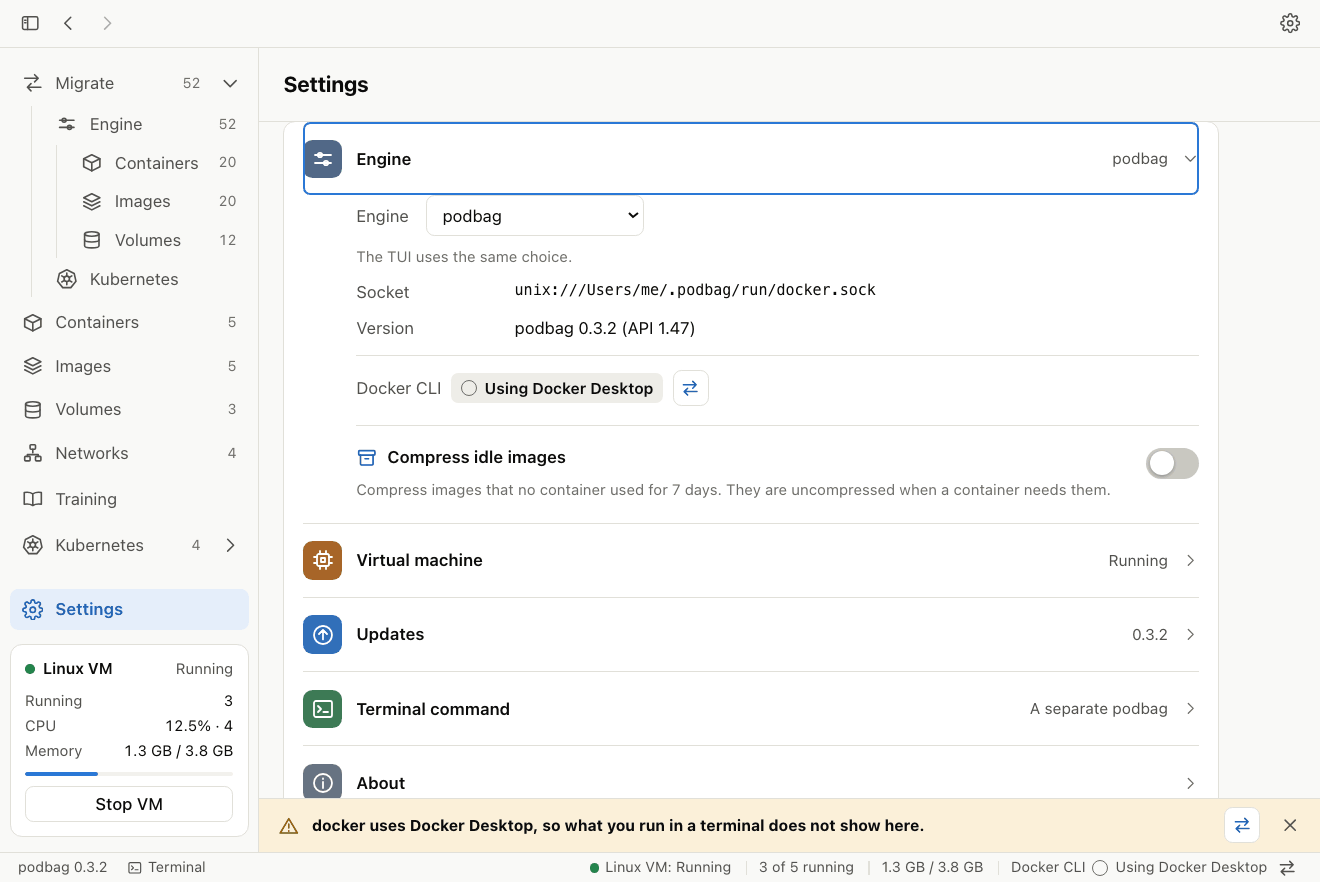 Migrate 52
Engine 52
Containers 20
Images 20
Volumes 12
Kubernetes
Containers 5
Images 5
Volumes 3
Networks 4
Training
Kubernetes 4
Settings
Linux VM Running
Running 3
CPU 12.5% · 4
Memory 1.3 GB / 3.8 GB
Stop VM
Settings
Engine podbag
Engine podbag
The TUI uses the same choice.
Socket unix:///Users/me/.podbag/run/docker.sock
Version podbag 0.3.2 (API 1.47)
Docker CLI Using Docker Desktop
Compress idle images
Compress images that no container used for 7 days. They are uncompressed when a container needs them.
Virtual machine Running
Updates 0.3.2
Terminal command A separate podbag
About
docker uses Docker Desktop, so what you run in a terminal does not show here.
podbag 0.3.2 Terminal Linux VM: Running 3 of 5 running 1.3 GB / 3.8 GB Docker CLI Using Docker Desktop